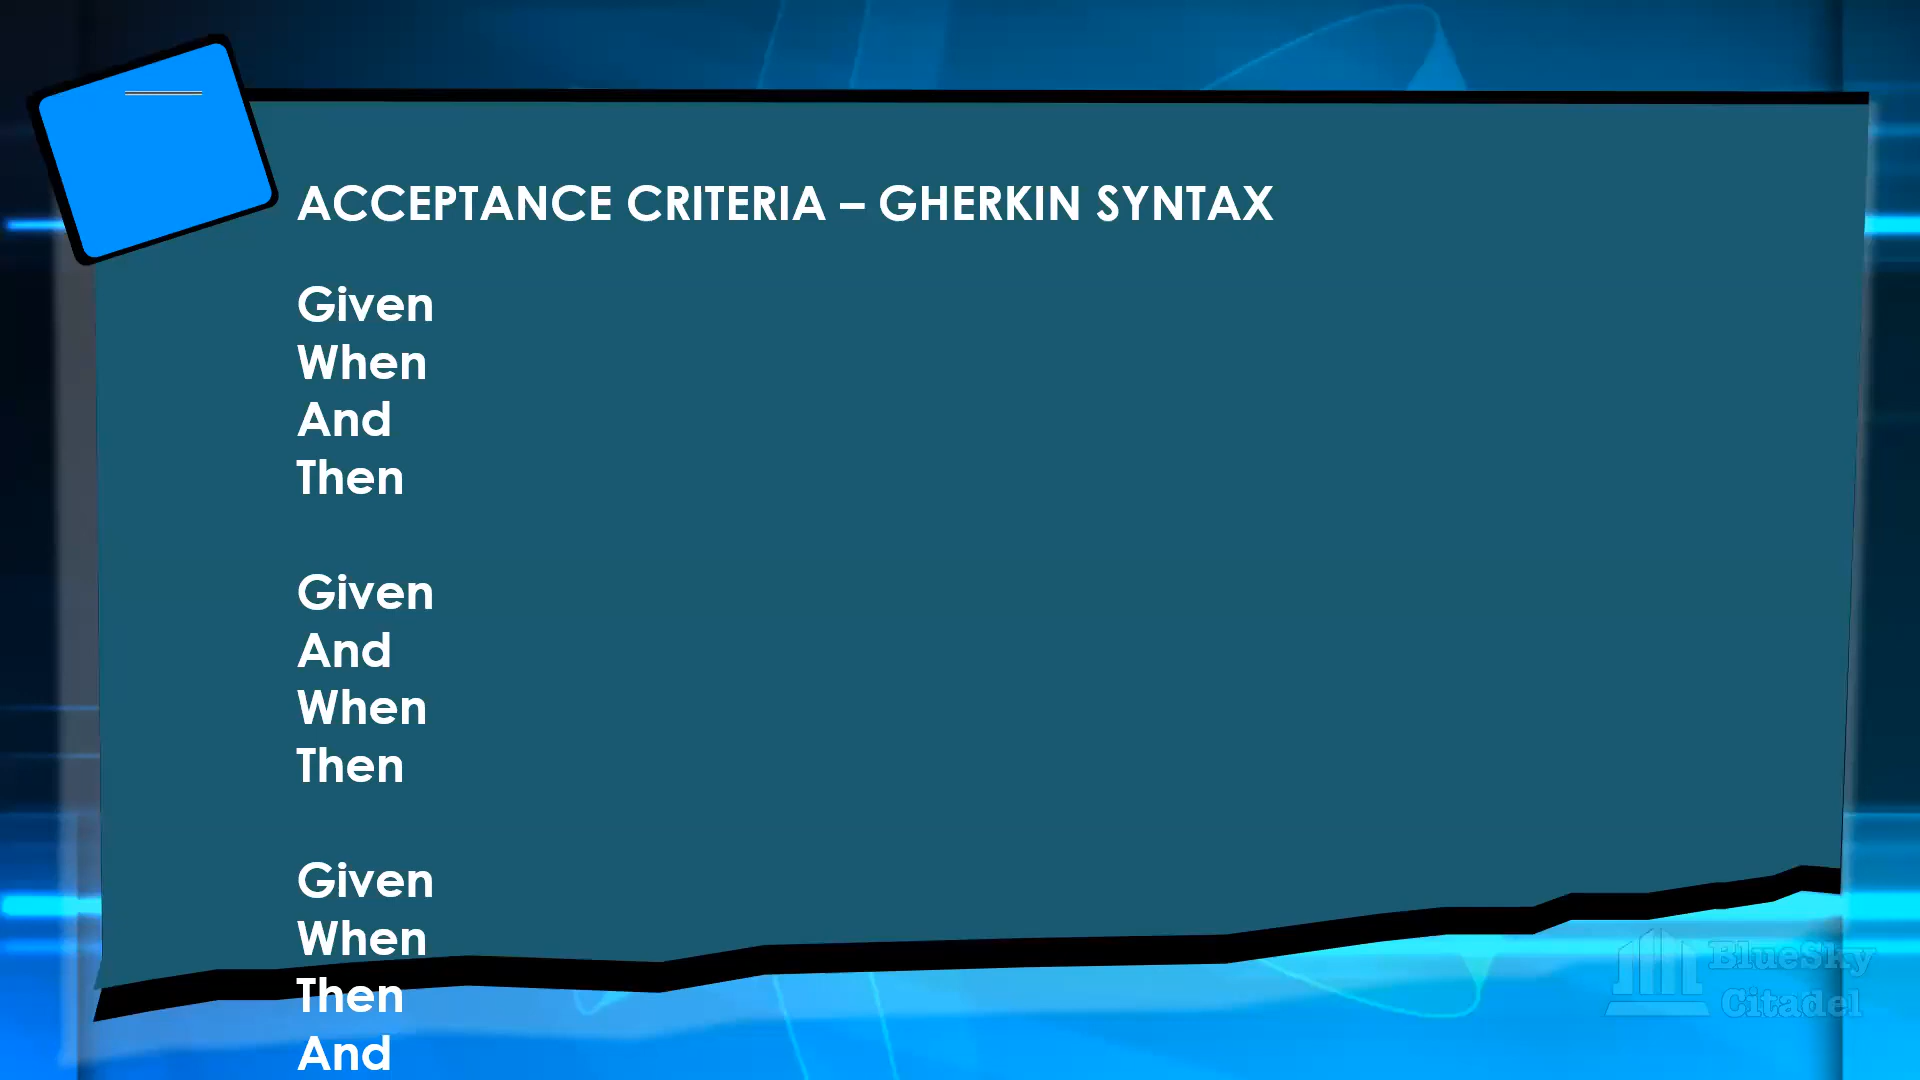 ACCEPTANCE CRITERIA – GHERKIN SYNTAX
Given
When
And
Then
Given
And
When
Then
Given
When
Then
And
BlueSky
Citadel